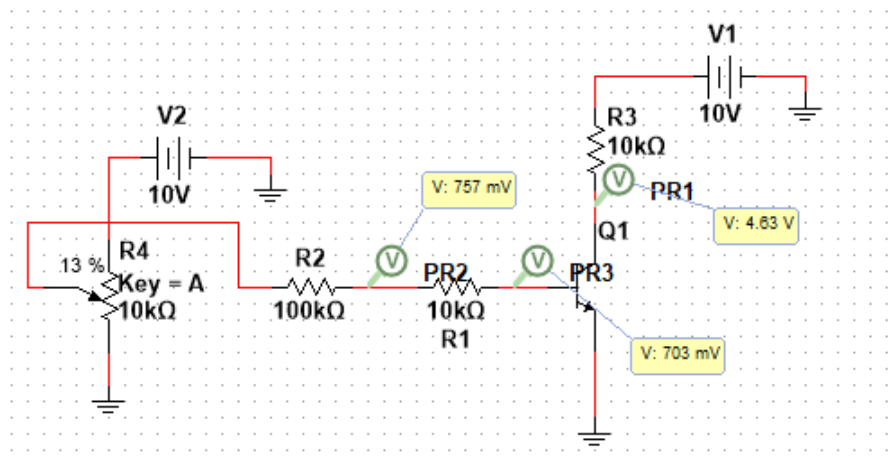 V1
10V
V2
10V
R3
10kΩ
V: 757 mV
PR1
V: 4.63 V
Q1
R4
13 %
Key = A
10kΩ
R2
100kΩ
PR2
10kΩ
R1
PR3
V
V
V
V: 703 mV